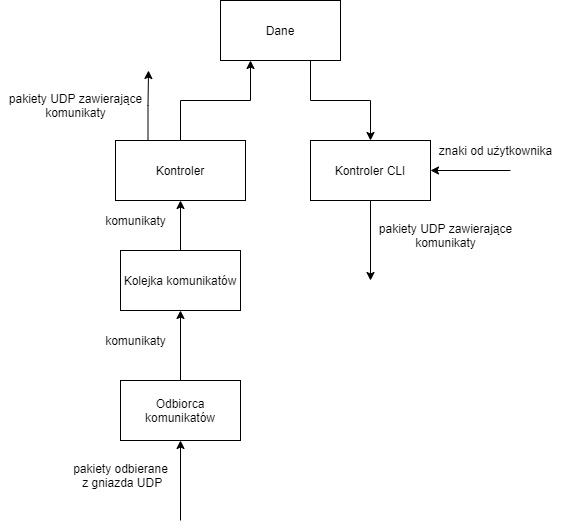 Dane
pakiety UDP zawierające
komunikaty
Kontroler
Kontroler CLI
znaki od użytkownika
komunikaty
pakiety UDP zawierające
komunikaty
Kolejka komunikatów
komunikaty
Odbiorca
komunikatów
pakiety odbierane
z gniazda UDP